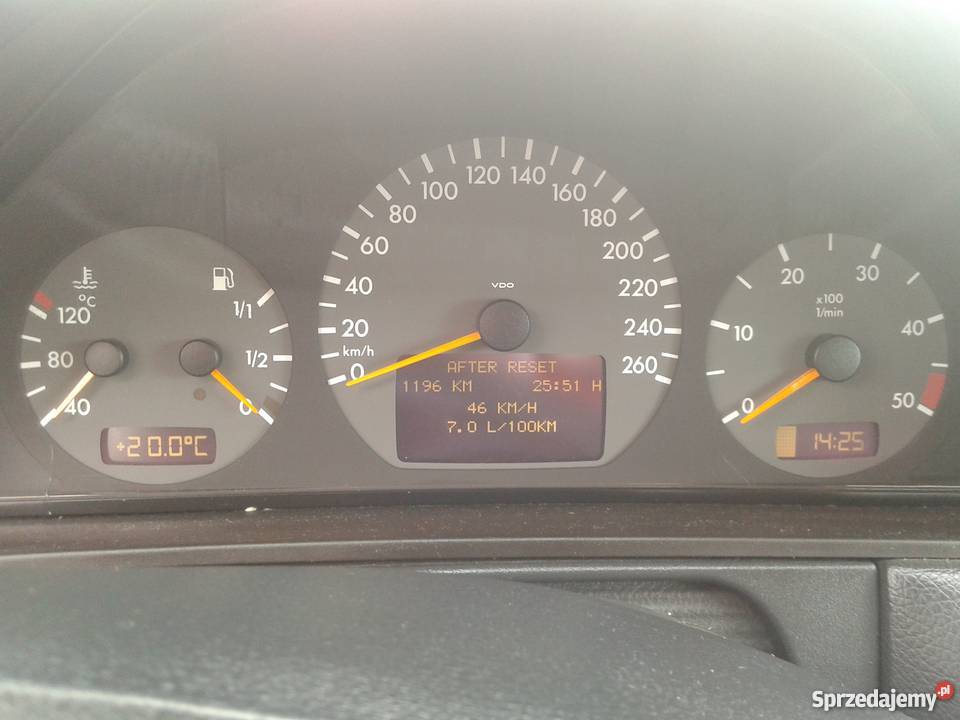 °C
120
80
40
+20.0°C
1/1
1/2
0
0
20
40
60
80
100
120
140
160
180
200
220
240
260
km/h
VDO
AFTER RESET
1196 KM 25:51 H
46 KM/H
7.0 L/100KM
0
10
20
30
40
50
x100
1/min
14:25
Sprzedajemy.pl